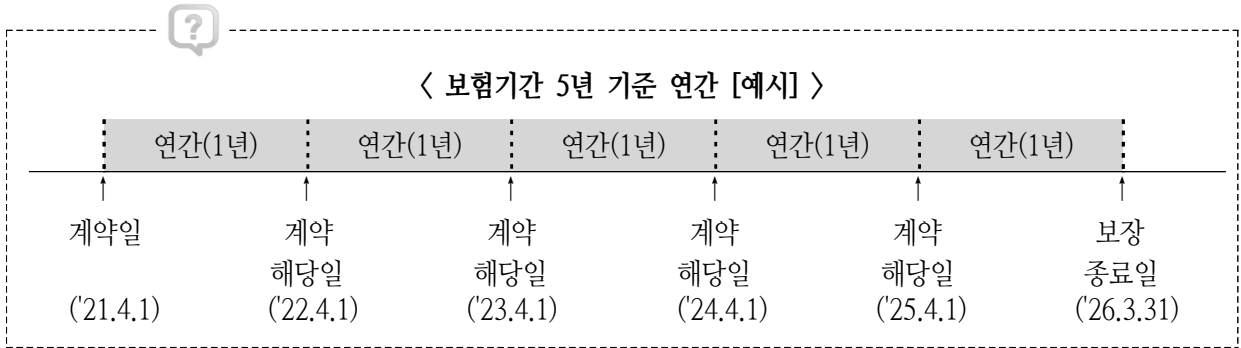 ?
〈 보험기간 5년 기준 연간 [예시] 〉
연간(1년) 연간(1년) 연간(1년) 연간(1년) 연간(1년)
계약일 계약 계약 계약 계약 보장
해당일 해당일 해당일 해당일 종료일
('21.4.1) ('22.4.1) ('23.4.1) ('24.4.1) ('25.4.1) ('26.3.31)